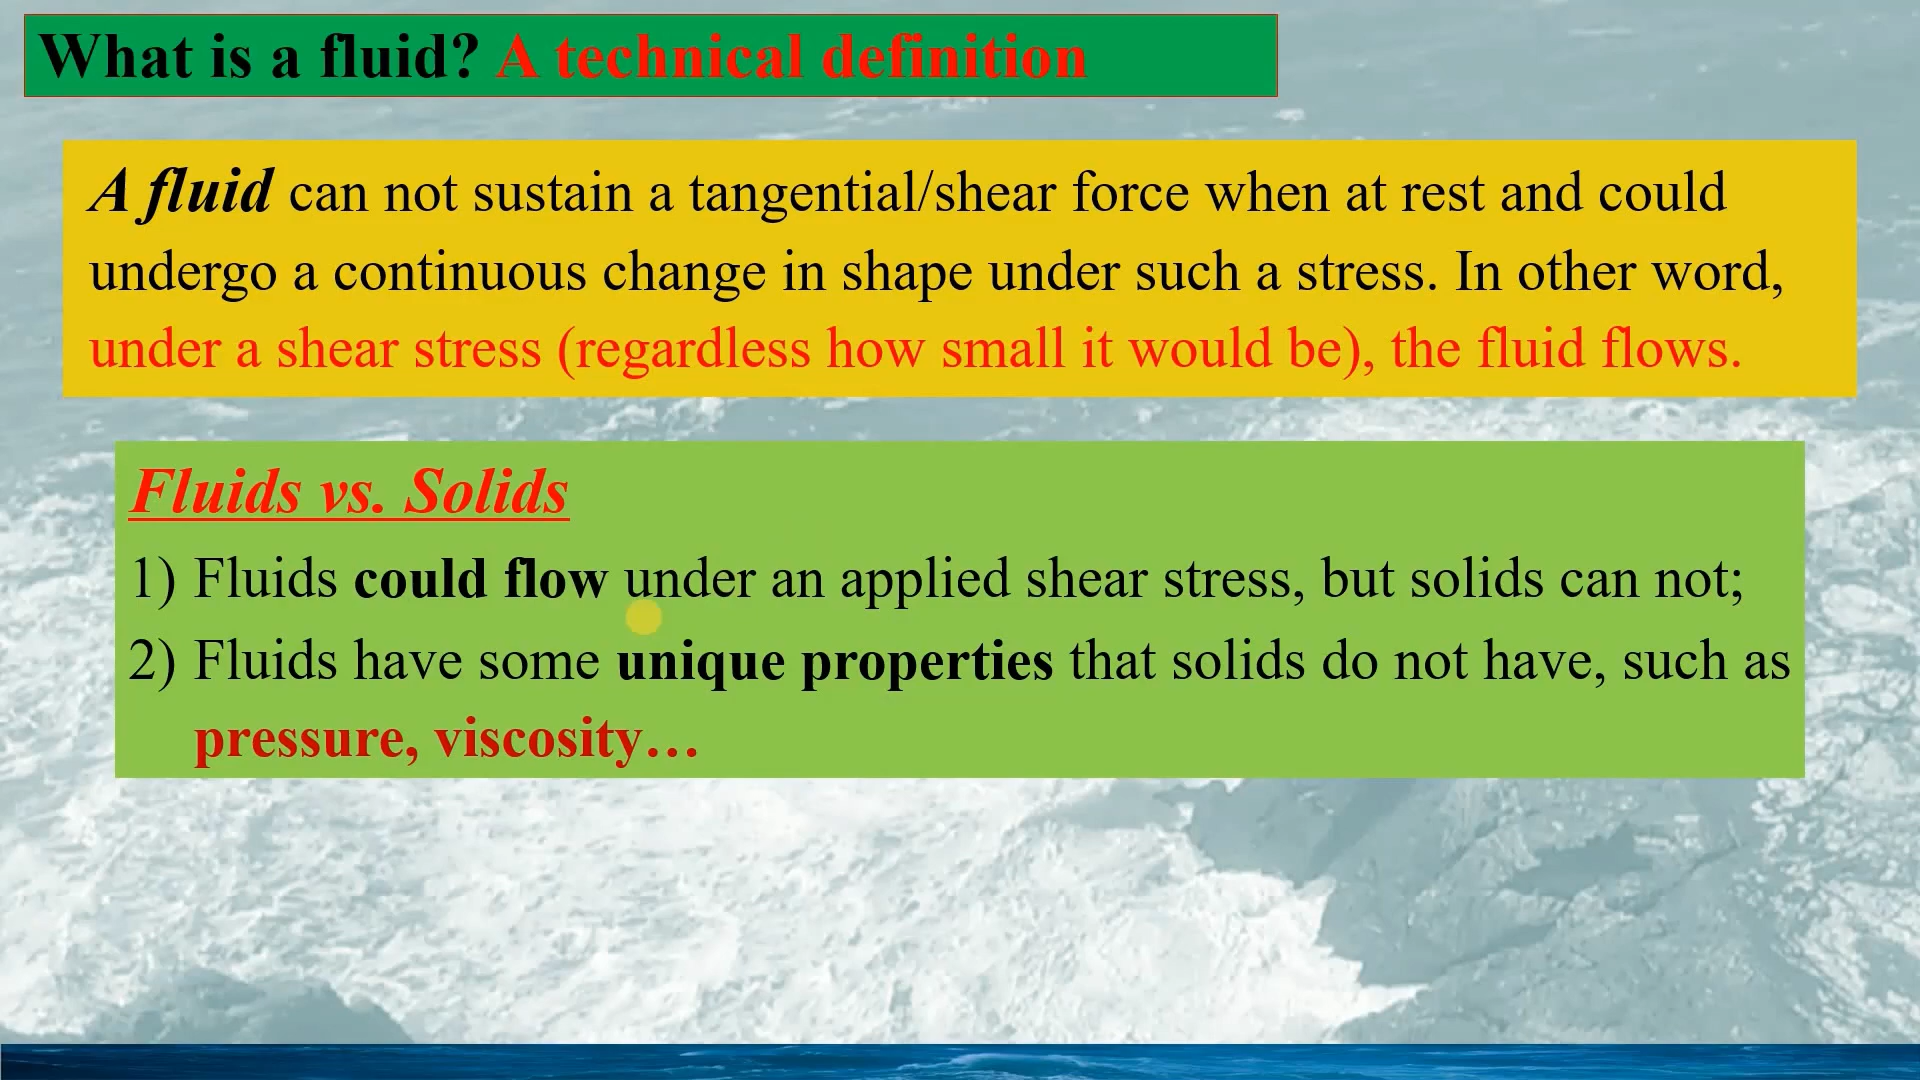 What is a fluid? A technical definition
A fluid can not sustain a tangential/shear force when at rest and could
undergo a continuous change in shape under such a stress. In other word,
under a shear stress (regardless how small it would be), the fluid flows.
Fluids vs. Solids
1) Fluids could flow under an applied shear stress, but solids can not;
2) Fluids have some unique properties that solids do not have, such as
pressure, viscosity…